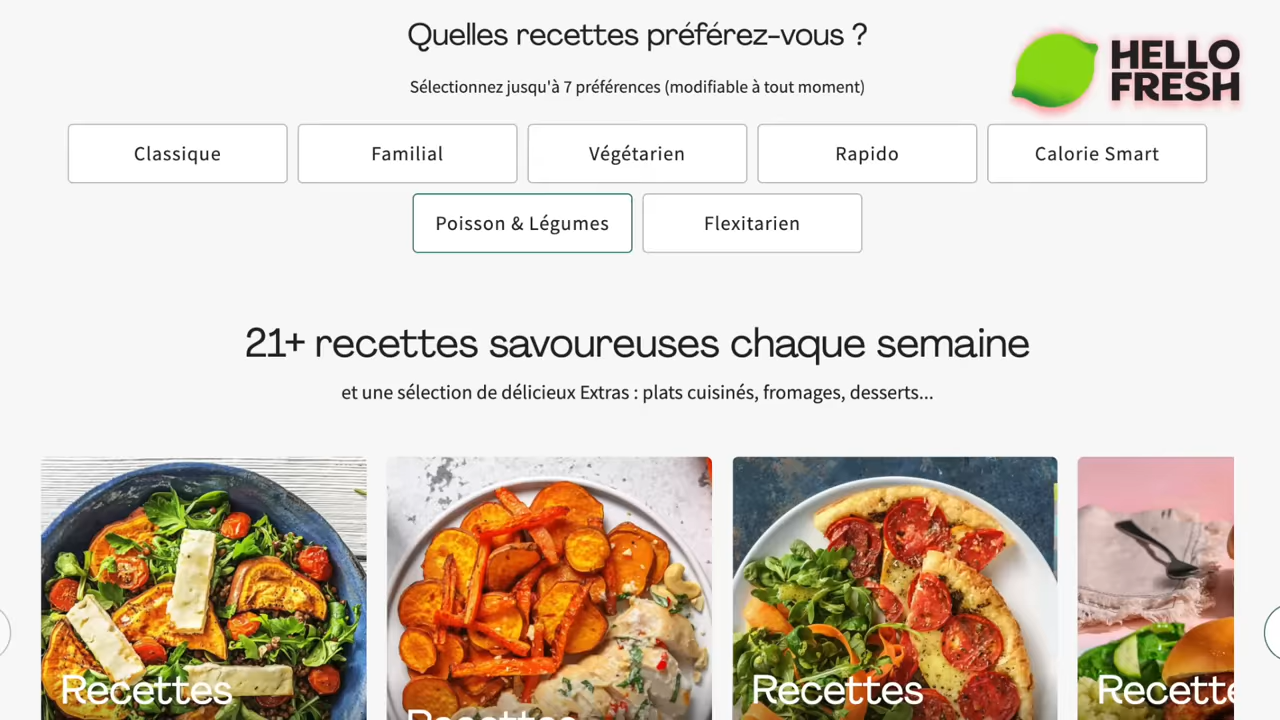 Quelles recettes préférez-vous ?
HELLO
FRESH
Sélectionnez jusqu'à 7 préférences (modifiable à tout moment)
Classique
Familial
Végétarien
Rapido
Calorie Smart
Poisson & Légumes
Flexitarien
21+ recettes savoureuses chaque semaine
et une sélection de délicieux Extras : plats cuisinés, fromages, desserts...
Recettes
Recettes
Recettes
Recette